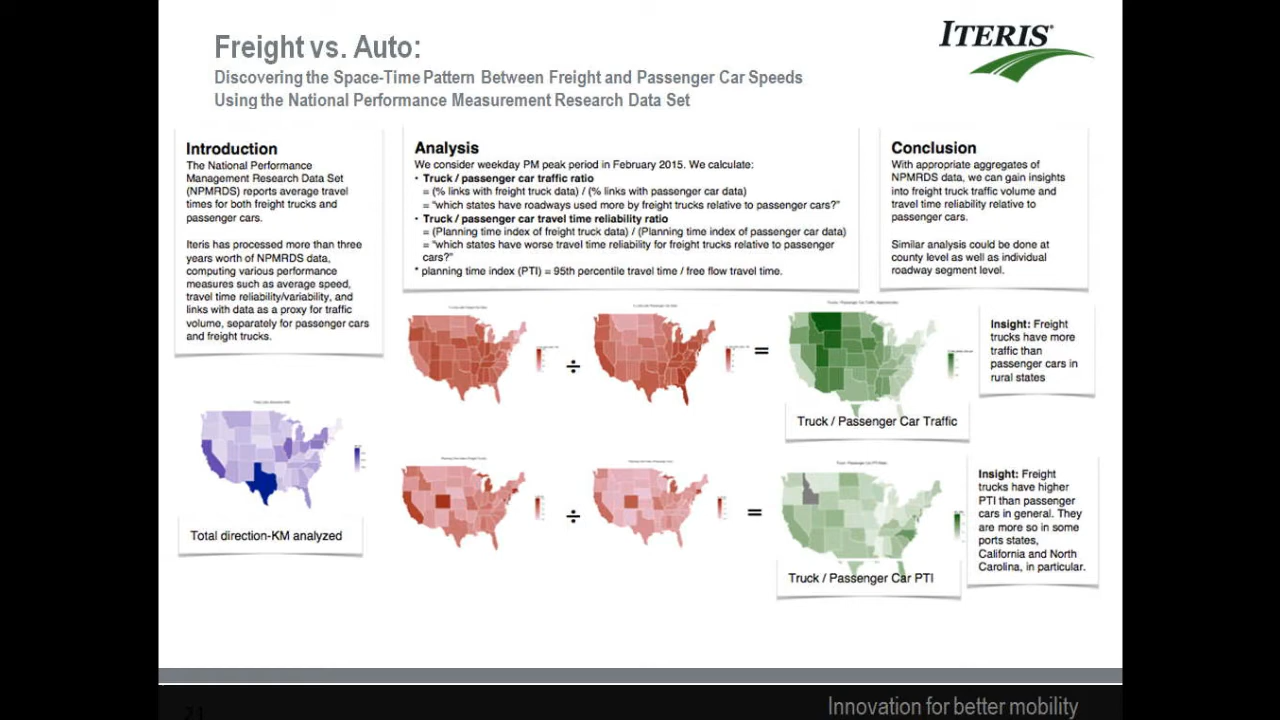 Freight vs. Auto:
Discovering the Space-Time Pattern Between Freight and Passenger Car Speeds
Using the National Performance Measurement Research Data Set
ITERIS
Introduction
The National Performance
Management Research Data Set
(NPMRDS) reports average travel
times for both freight trucks and
passenger cars.
Iteris has processed more than three
years worth of NPMRDS data,
computing various performance
measures such as average speed,
travel time reliability/variability, and
links with data as a proxy for traffic
volume, separately for passenger cars
and freight trucks.
Analysis
We consider weekday PM peak period in February 2015. We calculate:
• Truck / passenger car traffic ratio
= (% links with freight truck data) / (% links with passenger car data)
= "which states have roadways used more by freight trucks relative to passenger cars?"
• Truck / passenger car travel time reliability ratio
= (Planning time index of freight truck data) / (Planning time index of passenger car data)
= "which states have worse travel time reliability for freight trucks relative to passenger
cars?"
* planning time index (PTI) = 95th percentile travel time / free flow travel time.
Conclusion
With appropriate aggregates of
NPMRDS data, we can gain insights
into freight truck traffic volume and
travel time reliability relative to
passenger cars.
Similar analysis could be done at
county level as well as individual
roadway segment level.
÷
=
Truck / Passenger Car Traffic
Insight: Freight
trucks have more
traffic than
passenger cars in
rural states
Total direction-KM analyzed
÷
=
Truck / Passenger Car PTI
Insight: Freight
trucks have higher
PTI than passenger
cars in general. They
are more so in some
ports states,
California and North
Carolina, in particular.
21
Innovation for better mobility